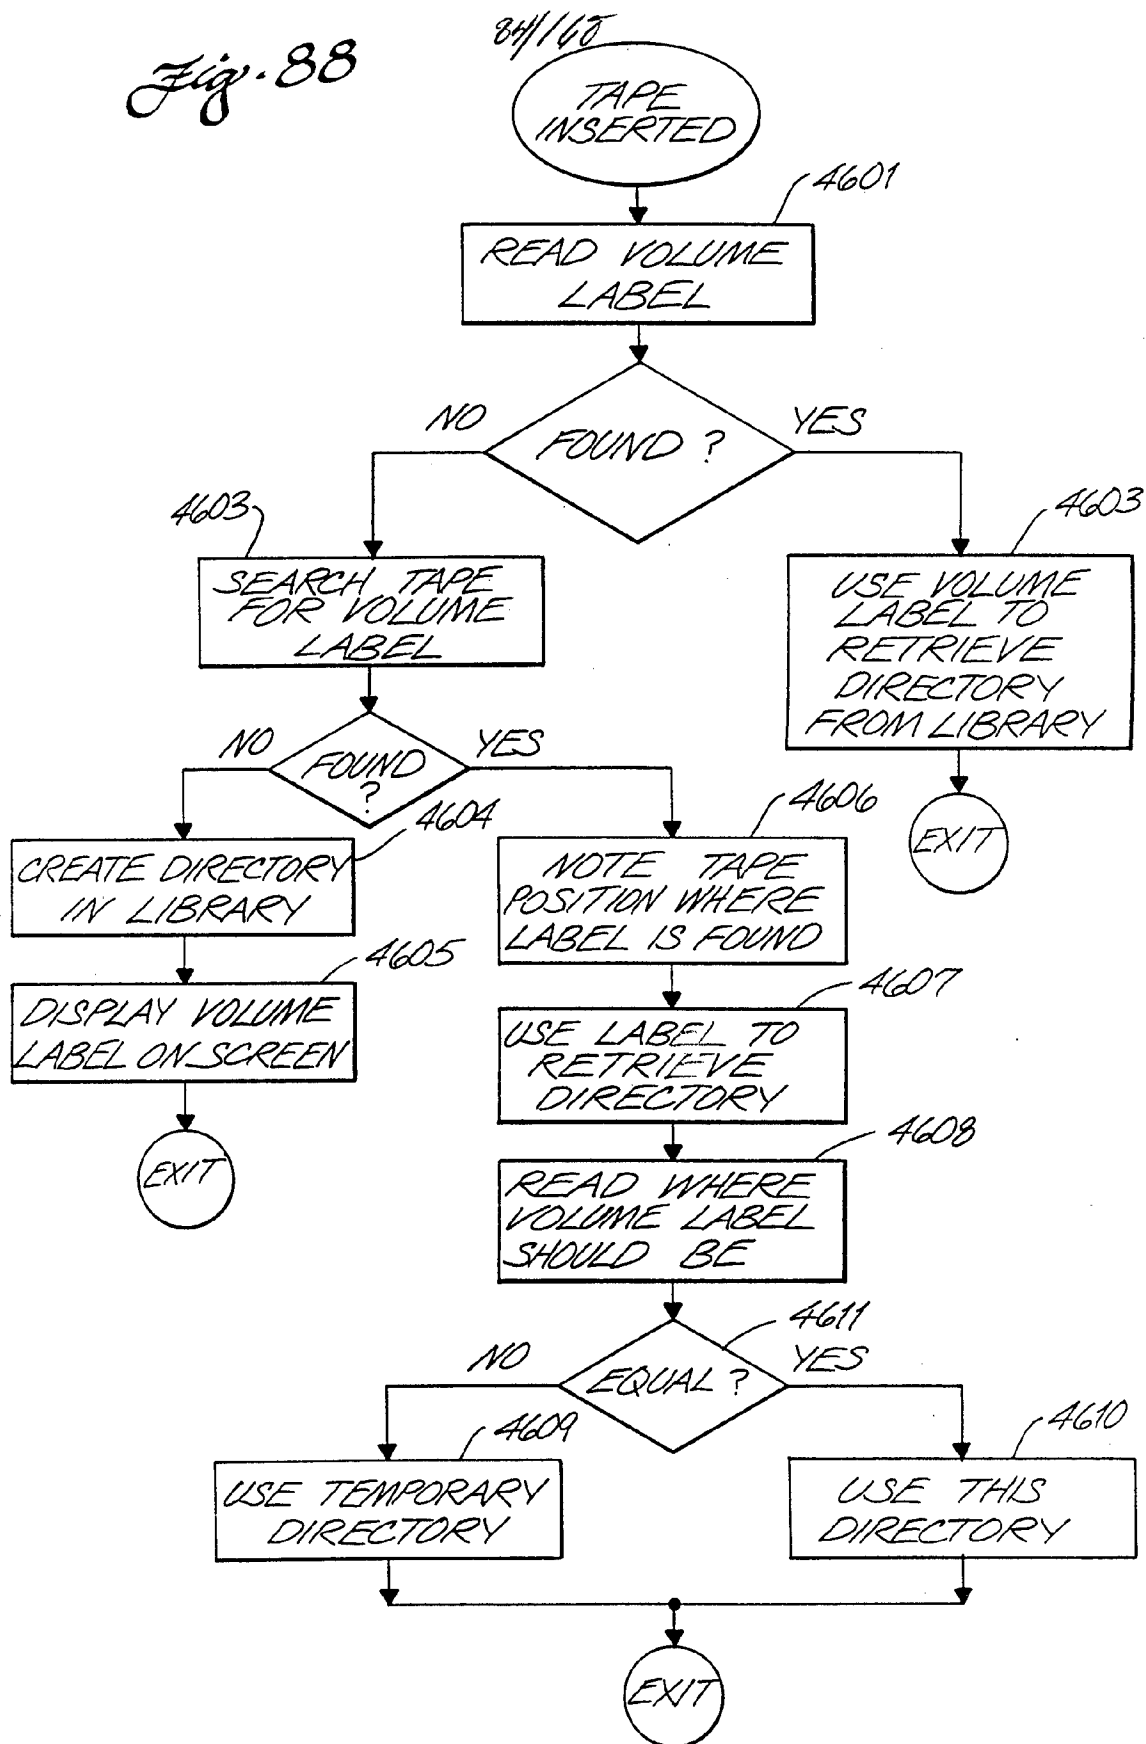 Fig. 88
84/168
TAPE
INSERTED
4601
READ VOLUME
LABEL
NO
FOUND ?
YES
4603
SEARCH TAPE
FOR VOLUME
LABEL
4603
USE VOLUME
LABEL TO
RETRIEVE
DIRECTORY
FROM LIBRARY
EXIT
NO
FOUND
?
YES
4604
CREATE DIRECTORY
IN LIBRARY
4605
DISPLAY VOLUME
LABEL ON SCREEN
EXIT
4606
NOTE TAPE
POSITION WHERE
LABEL IS FOUND
4607
USE LABEL TO
RETRIEVE
DIRECTORY
4608
READ WHERE
VOLUME LABEL
SHOULD BE
4611
NO
EQUAL ?
YES
4609
USE TEMPORARY
DIRECTORY
4610
USE THIS
DIRECTORY
EXIT